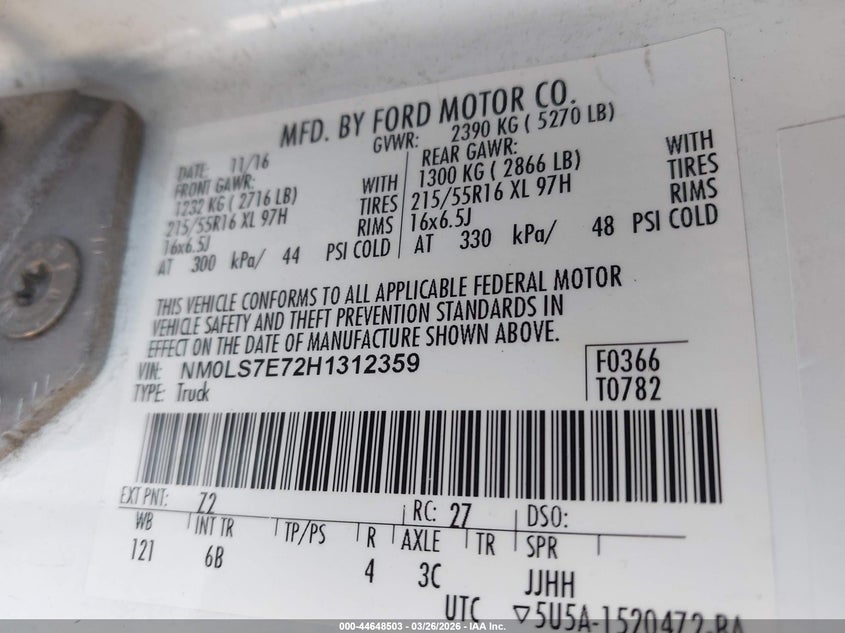 MFD. BY FORD MOTOR CO.
DATE: 11/16
GVWR: 2390 KG ( 5270 LB)
FRONT GAWR:
1232 KG ( 2716 LB) WITH
215/55R16 XL 97H TIRES
16x6.5J RIMS
AT 300 kPa/ 44 PSI COLD
REAR GAWR: WITH
1300 KG ( 2866 LB) TIRES
215/55R16 XL 97H RIMS
16x6.5J
AT 330 kPa/ 48 PSI COLD
THIS VEHICLE CONFORMS TO ALL APPLICABLE FEDERAL MOTOR
VEHICLE SAFETY AND THEFT PREVENTION STANDARDS IN
EFFECT ON THE DATE OF MANUFACTURE SHOWN ABOVE.
VIN: NM0LS7E72H1312359
TYPE: Truck
F0366
T0782
EXT PNT: Z2 RC: 27 DSO:
WB INT TR TP/PS R AXLE TR SPR
121 6B 4 3C JJHH
UTC ▽5U5A-1520472-BA
000-44648503 - 03/26/2026 - IAA Inc.